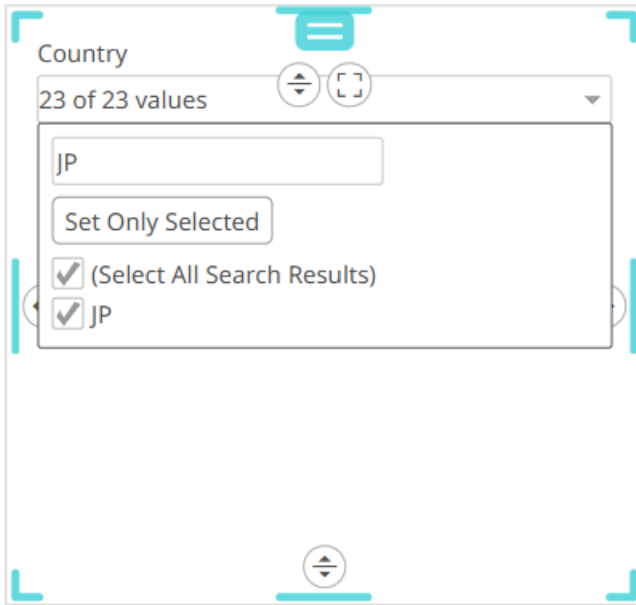 Country
23 of 23 values
JP
Set Only Selected
(Select All Search Results)
JP